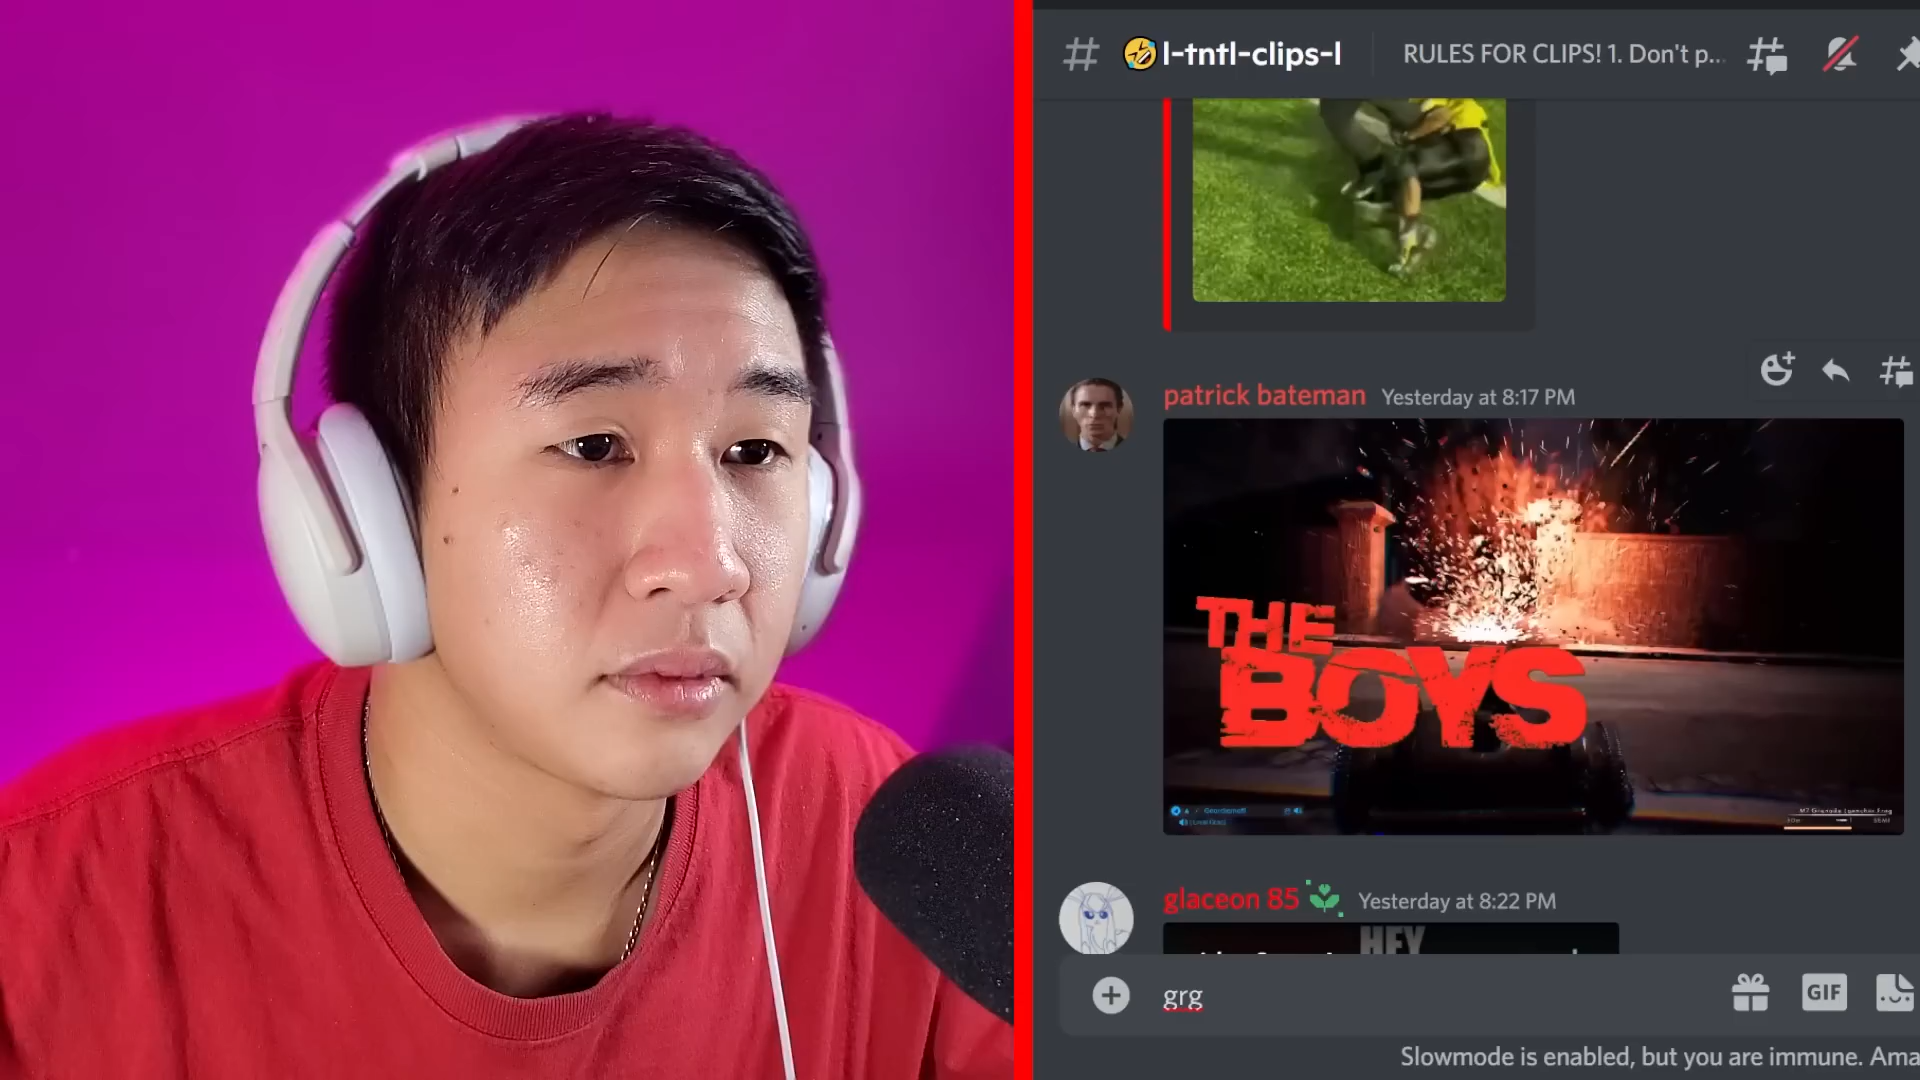 l-tntl-clips-l
RULES FOR CLIPS! 1. Don't p...
patrick bateman Yesterday at 8:17 PM
THE
BOYS
glaceon 85 Yesterday at 8:22 PM
HEY
grg
GIF
Slowmode is enabled, but you are immune. Ama